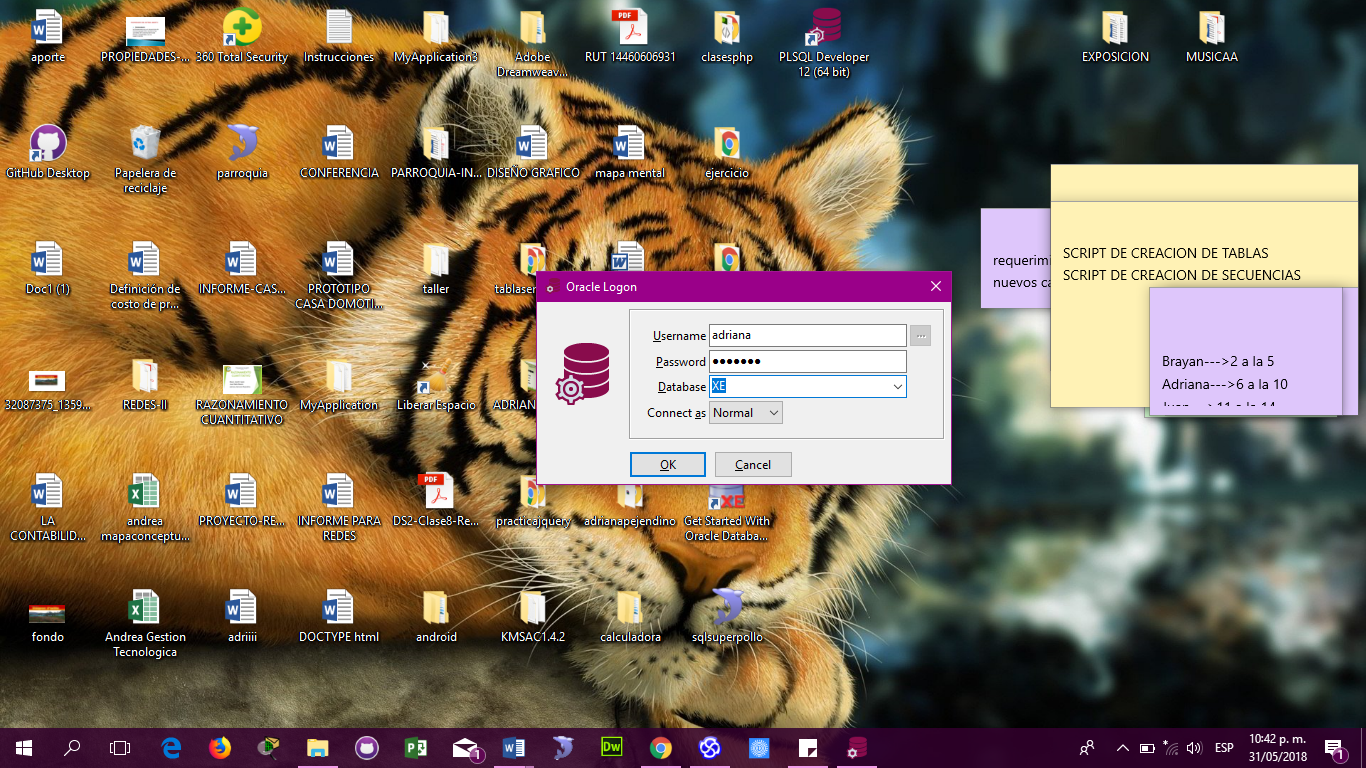 aporte
PROPIEDADES-...
360 Total Security
Instrucciones
MyApplication3
Adobe
Dreamweav...
RUT 14460606931
clasesphp
PLSQL Developer
12 (64 bit)
EXPOSICION
MUSICAA
GitHub Desktop
Papelera de
reciclaje
parroquia
CONFERENCIA
PARROQUIA-IN...
DISEÑO GRAFICO
mapa mental
ejercicio
Doc1 (1)
Definición de
costo de pr...
INFORME-CAS...
PROTOTIPO
CASA DOMOTI...
taller
tablaser
requerimi
nuevos ca
SCRIPT DE CREACION DE TABLAS
SCRIPT DE CREACION DE SECUENCIAS
Brayan--->2 a la 5
Adriana--->6 a la 10
Oracle Logon
Username adriana
...
Password
Database XE
Connect as Normal
OK
Cancel
32087375_1359...
REDES-II
RAZONAMIENTO
CUANTITATIVO
MyApplication
Liberar Espacio
ADRIAN
LA
CONTABILID...
andrea
mapaconceptu...
PROYECTO-RE...
INFORME PARA
REDES
PDF
DS2-Clase8-Re...
practicajquery
adrianapejendino
XE
Get Started With
Oracle Databa...
fondo
Andrea Gestion
Tecnologica
adriiii
DOCTYPE html
android
KMSAC1.4.2
calculadora
sqlsuperpollo
Dw
ESP
10:42 p. m.
31/05/2018